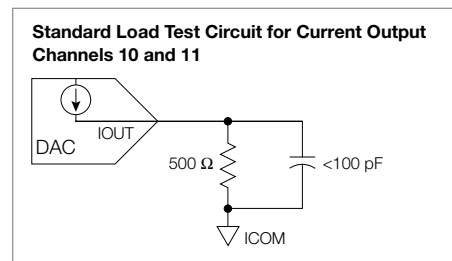 Standard Load Test Circuit for Current Output
Channels 10 and 11
IOUT
DAC
500 Ω
<100 pF
ICOM